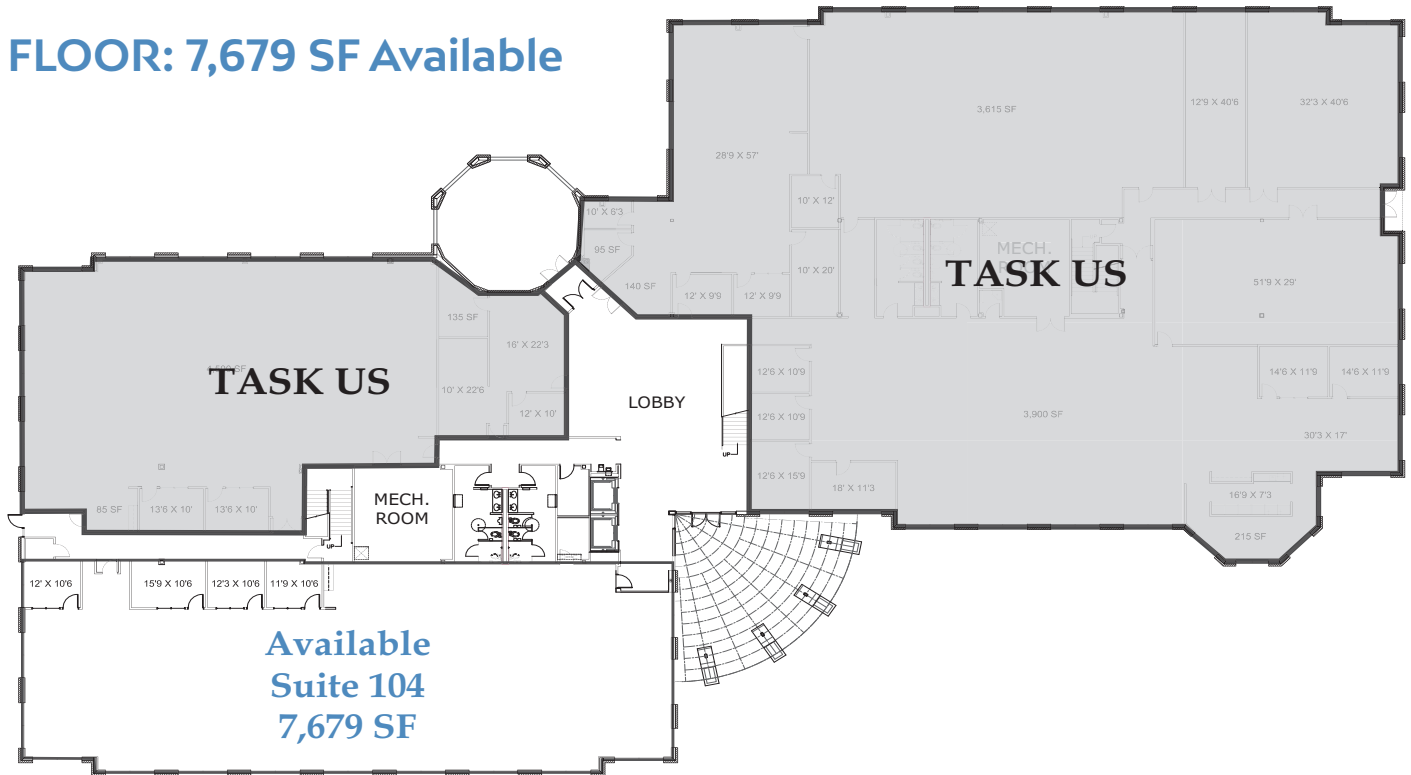 FLOOR: 7,679 SF Available
3,615 SF
12'9 X 40'6
32'3 X 40'6
28'9 X 57'
10' X 12'
10' X 6'3
95 SF
140 SF
12' X 9'9
12' X 9'9
10' X 20'
MECH.
TASK US
51'9 X 29'
135 SF
16' X 22'3
TASK US
10' X 22'6
12' X 10'
LOBBY
UP
12'6 X 10'9
12'6 X 10'9
12'6 X 15'9
18' X 11'3
3,900 SF
14'6 X 11'9
14'6 X 11'9
30'3 X 17'
16'9 X 7'3
215 SF
85 SF
13'6 X 10'
13'6 X 10'
UP
MECH.
ROOM
12' X 10'6
15'9 X 10'6
12'3 X 10'6
11'9 X 10'6
Available
Suite 104
7,679 SF